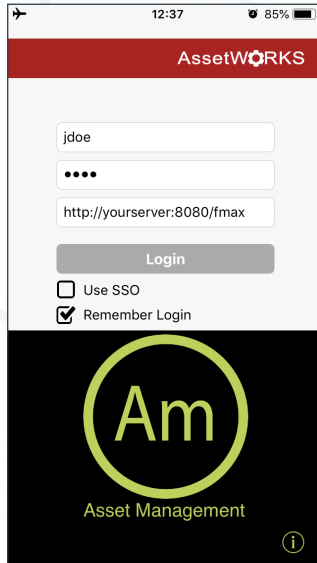 12:37
85%
AssetWORKS
jdoe
••••
http://yourserver:8080/fmax
Login
Use SSO
Remember Login
Am
Asset Management
i